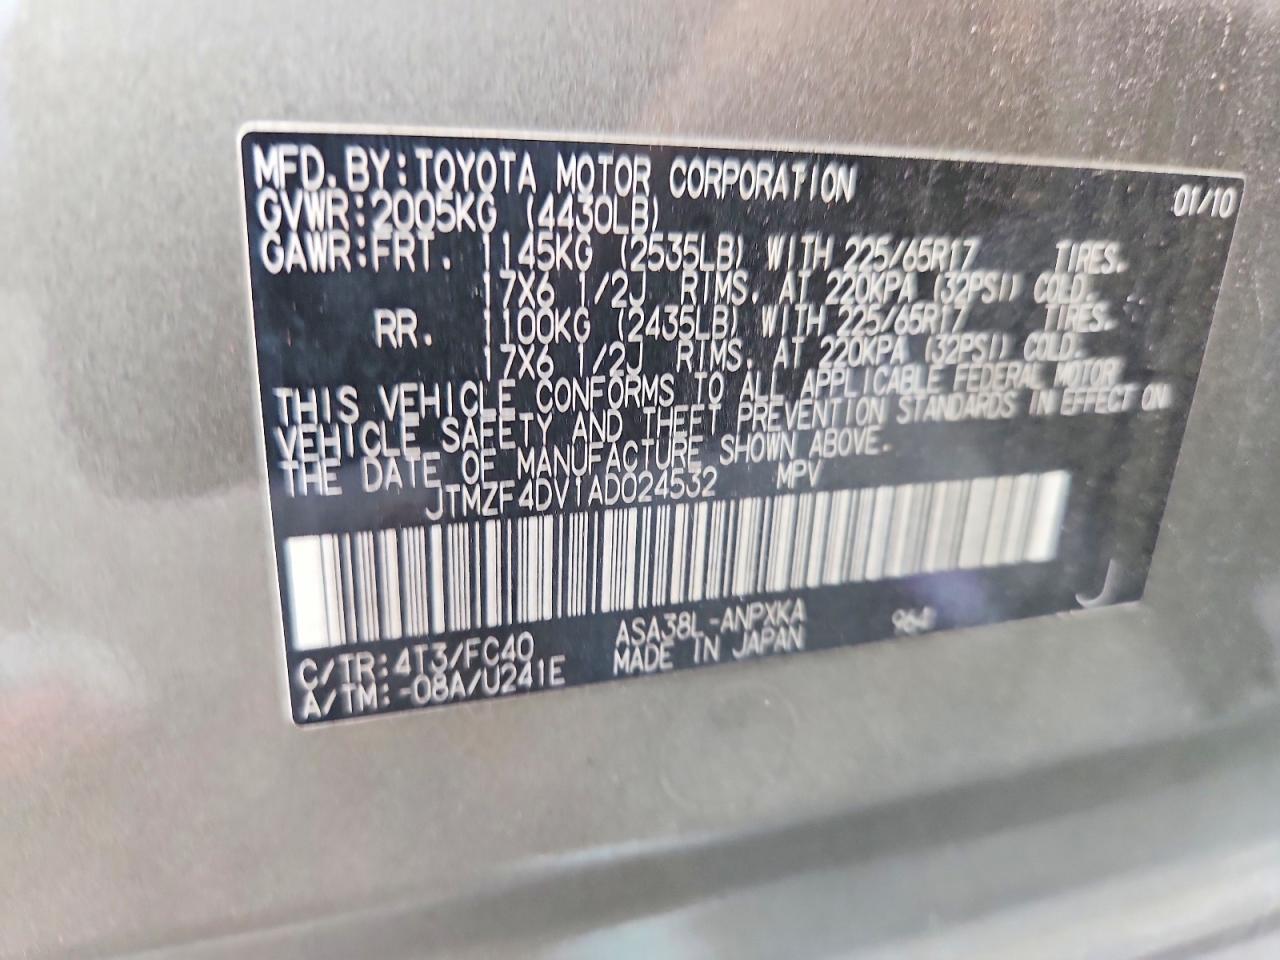 MFD. BY: TOYOTA MOTOR CORPORATION 01/10
GVWR: 2005KG (4430LB)
GAWR: FRT. 1145KG (2535LB) WITH 225/65R17 TIRES.
17X6 1/2J RIMS. AT 220KPA (32PSI) COLD.
RR. 1100KG (2435LB) WITH 225/65R17 TIRES.
17X6 1/2J RIMS. AT 220KPA (32PSI) COLD.
THIS VEHICLE CONFORMS TO ALL APPLICABLE FEDERAL MOTOR
VEHICLE SAFETY AND THEFT PREVENTION STANDARDS IN EFFECT ON
THE DATE OF MANUFACTURE SHOWN ABOVE.
JTMZF4DV1AD024532 MPV
C/TR: 4T3/FC40 ASA38L-ANPXKA
A/TM: -08A/U241E MADE IN JAPAN
J